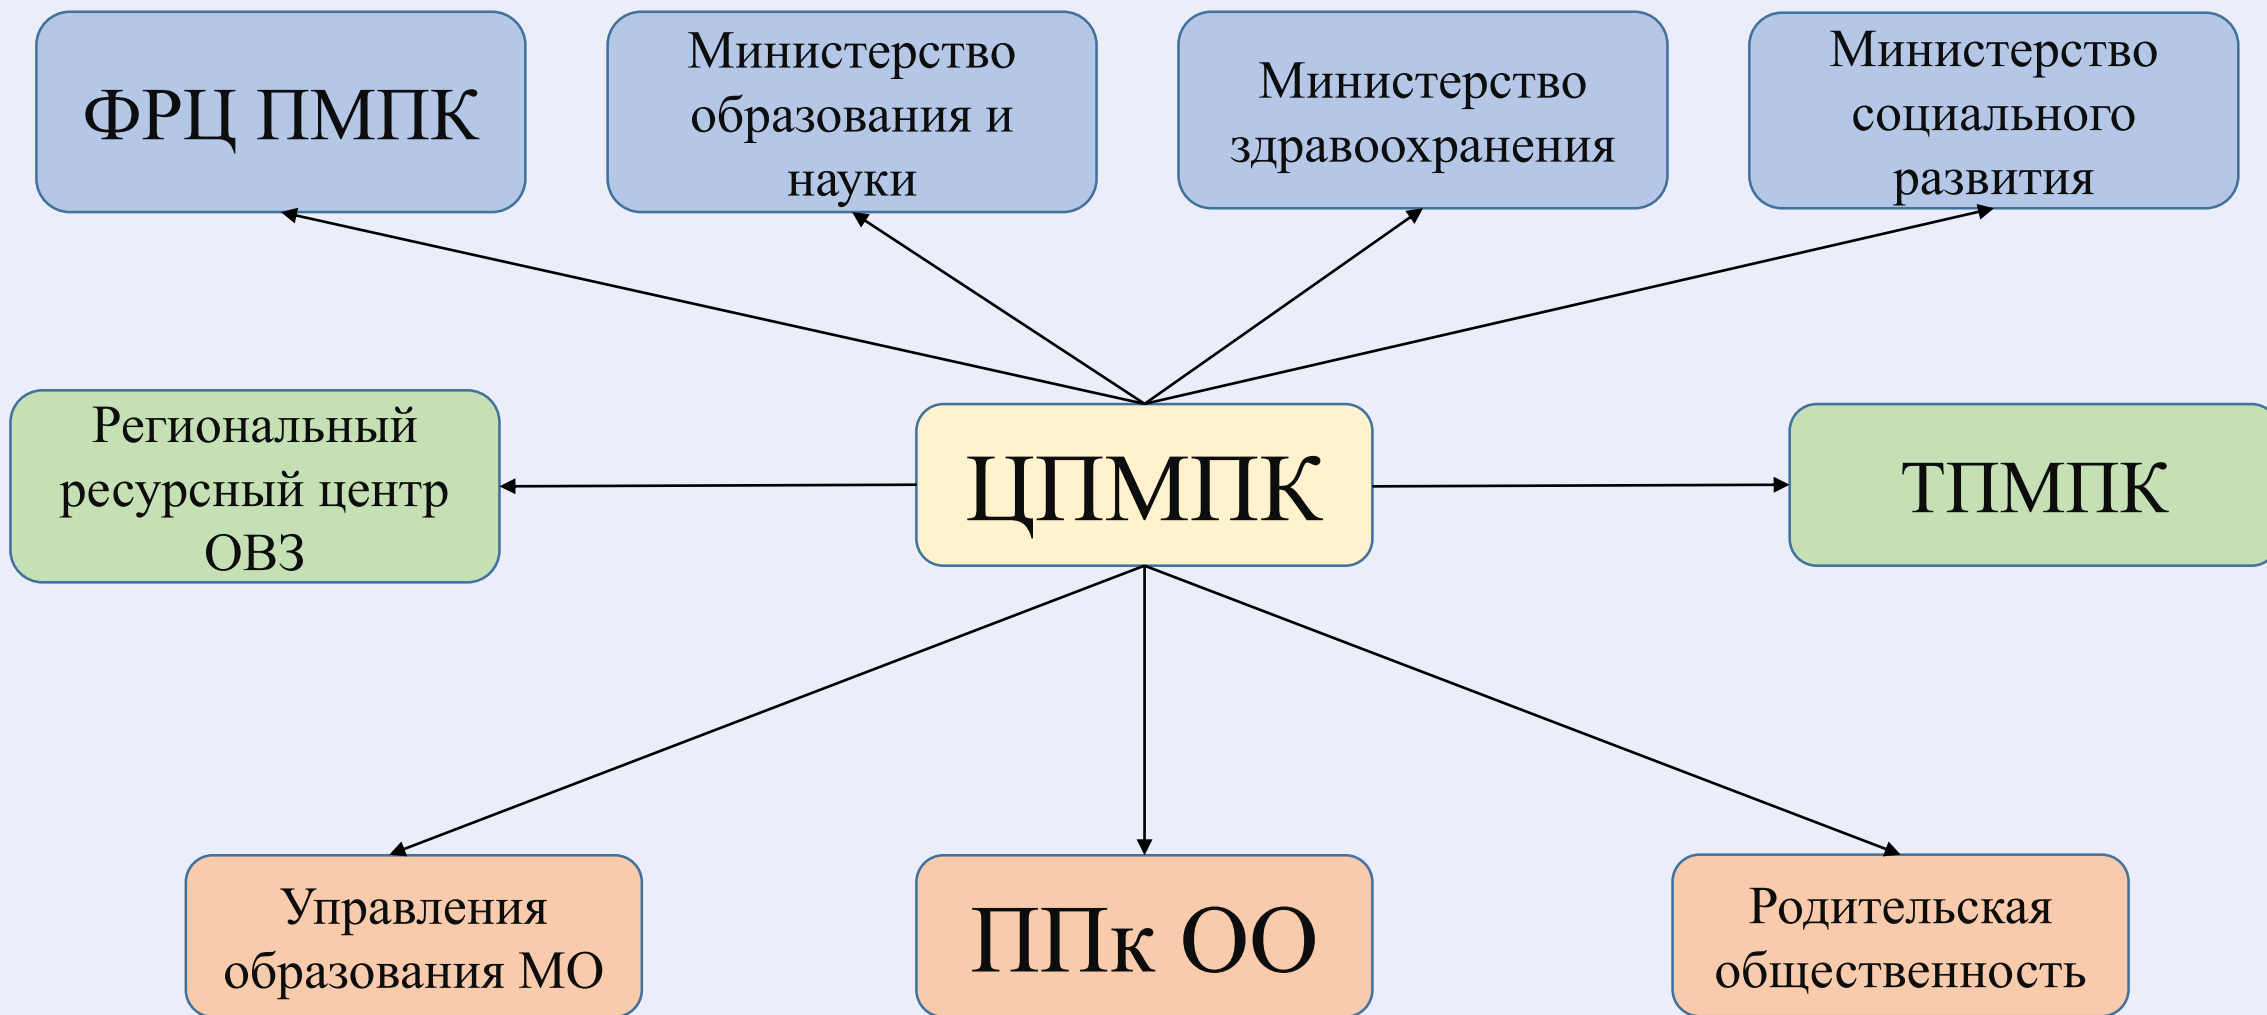 ФРЦ ПМПК
Министерство
образования и
науки
Министерство
здравоохранения
Министерство
социального
развития
Региональный
ресурсный центр
ОВЗ
ЦПМПК
ТПМПК
Управления
образования МО
ППк ОО
Родительская
общественность